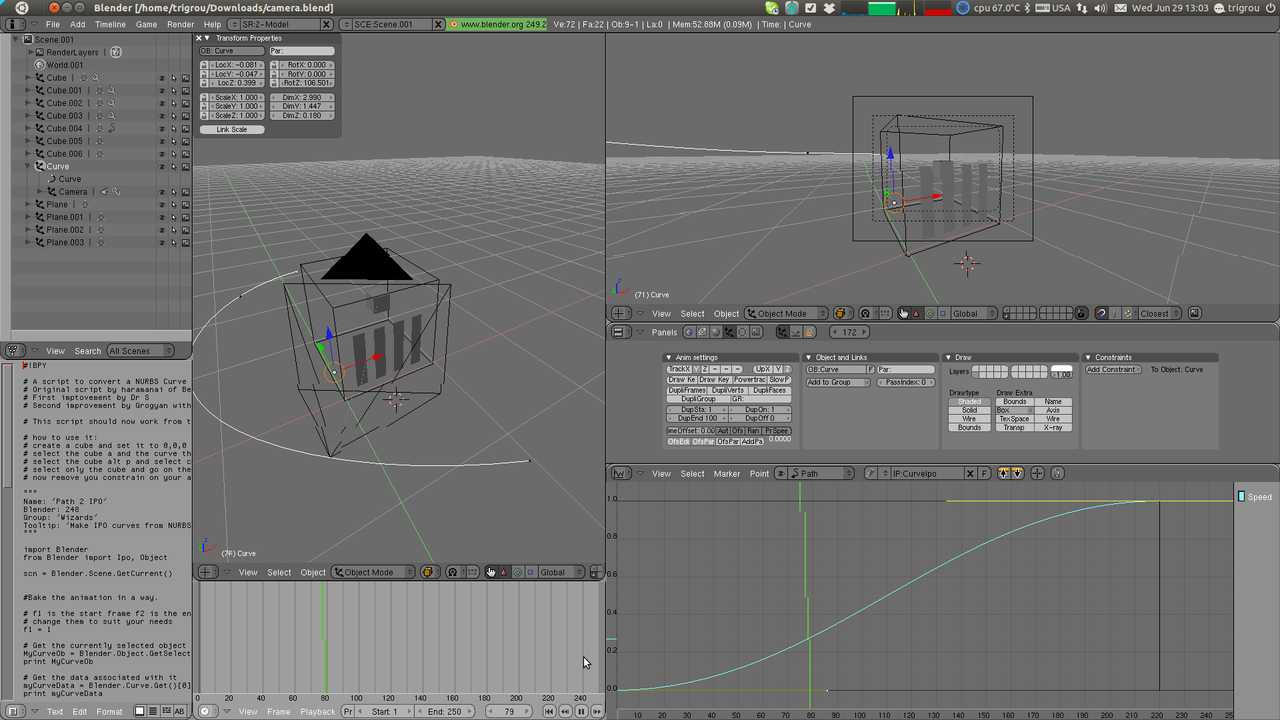 Blender [/home/trigrou/Downloads/camera.blend]
cpu 67.0°C USA Wed Jun 29 13:03 trigrou
File Add Timeline Game Render Help SR:2-Model SCE:Scene.001 www.blender.org 249.2 Ve:72 | Fa:22 | Ob:9-1 | La:0 | Mem:52.88M (0.09M) | Time: | Curve
Scene.001
RenderLayers
World.001
Cube
Cube.001
Cube.002
Cube.003
Cube.004
Cube.005
Cube.006
Curve
Curve
Camera
Plane
Plane.001
Plane.002
Plane.003
View Search All Scenes
#!BPY
# A script to convert a NURBS Curve
# Original script by haramanai of Be
# First imptovement by Dr S
# Second improvement by Grogyan with
# This script should now work from t
# how to use it:
# create a cube and set it to 0,0,0
# select the cube a and the curve th
# select the cube alt p and select c
# select only the cube and go on the
# now remove you constrain on your a
"""
Name: 'Path 2 IPO'
Blender: 248
Group: 'Wizards'
Tooltip: 'Make IPO curves from NURBS
"""
import Blender
from Blender import Ipo, Object
scn = Blender.Scene.GetCurrent()
#Bake the animation in a way.
# f1 is the start frame f2 is the en
# change them to suit your needs
f1 = 1
# Get the currently selected object
MyCurveOb = Blender.Object.GetSelect
print MyCurveOb
# Get the data associated with it
myCurveData = Blender.Curve.Get()[0]
print myCurveData
Text Edit Format
Transform Properties
OB: Curve Par:
LocX: -0.081 RotX: 0.000
LocY: -0.047 RotY: 0.000
LocZ: 0.399 RotZ: 106.501
ScaleX: 1.000 DimX: 2.990
ScaleY: 1.000 DimY: 1.447
ScaleZ: 1.000 DimZ: 0.180
Link Scale
(79) Curve
View Select Object Object Mode Global
0 20 40 60 80 100 120 140 160 180 200 220 240
View Frame Playback Pr Start: 1 End: 250 79
(71) Curve
View Select Object Object Mode Global Closest
Panels 172
Anim settings
TrackX Y Z - - - UpX Y Z
Draw Ke Draw Key Powertrac SlowP
DupliFrames DupliVerts DupliFaces
DupliGroup GR:
DupSta: 1 DupOn: 1
DupEnd 100 DupOff 0
meOffset: 0.00 Aut Ofs Ran PrSpee
OfsEdi OfsPar OfsPar AddPa 0.0000
Object and Links
OB:Curve F Par:
Add to Group PassIndex: 0
Draw
Layers
Drawtype Draw Extra
Shaded Bounds Name
Solid Box Axis
Wire TexSpace Wire
Bounds Transp X-ray
Constraints
Add Constraint To Object: Curve
View Select Marker Point Path IP:CurveIpo F
1.0
0.8
0.6
0.4
0.2
0.0
10 20 30 40 50 60 70 80 90 100 110 120 130 140 150 160 170 180 190 200 210 220 230 240 25
Speed